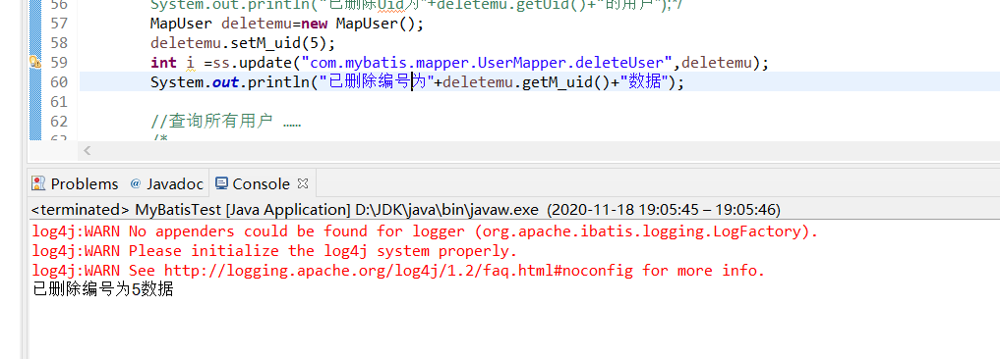 56 System.out.println("已删除Uid为"+deletemu.getUid()+"的用户");*/
57 MapUser deletemu=new MapUser();
58 deletemu.setM_uid(5);
59 int i =ss.update("com.mybatis.mapper.UserMapper.deleteUser",deletemu);
60 System.out.println("已删除编号为"+deletemu.getM_uid()+"数据");
61
62 //查询所有用户 ……
63 /*
Problems @ Javadoc Console
<terminated> MyBatisTest [Java Application] D:\JDK\java\bin\javaw.exe (2020-11-18 19:05:45 – 19:05:46)
log4j:WARN No appenders could be found for logger (org.apache.ibatis.logging.LogFactory).
log4j:WARN Please initialize the log4j system properly.
log4j:WARN See http://logging.apache.org/log4j/1.2/faq.html#noconfig for more info.
已删除编号为5数据